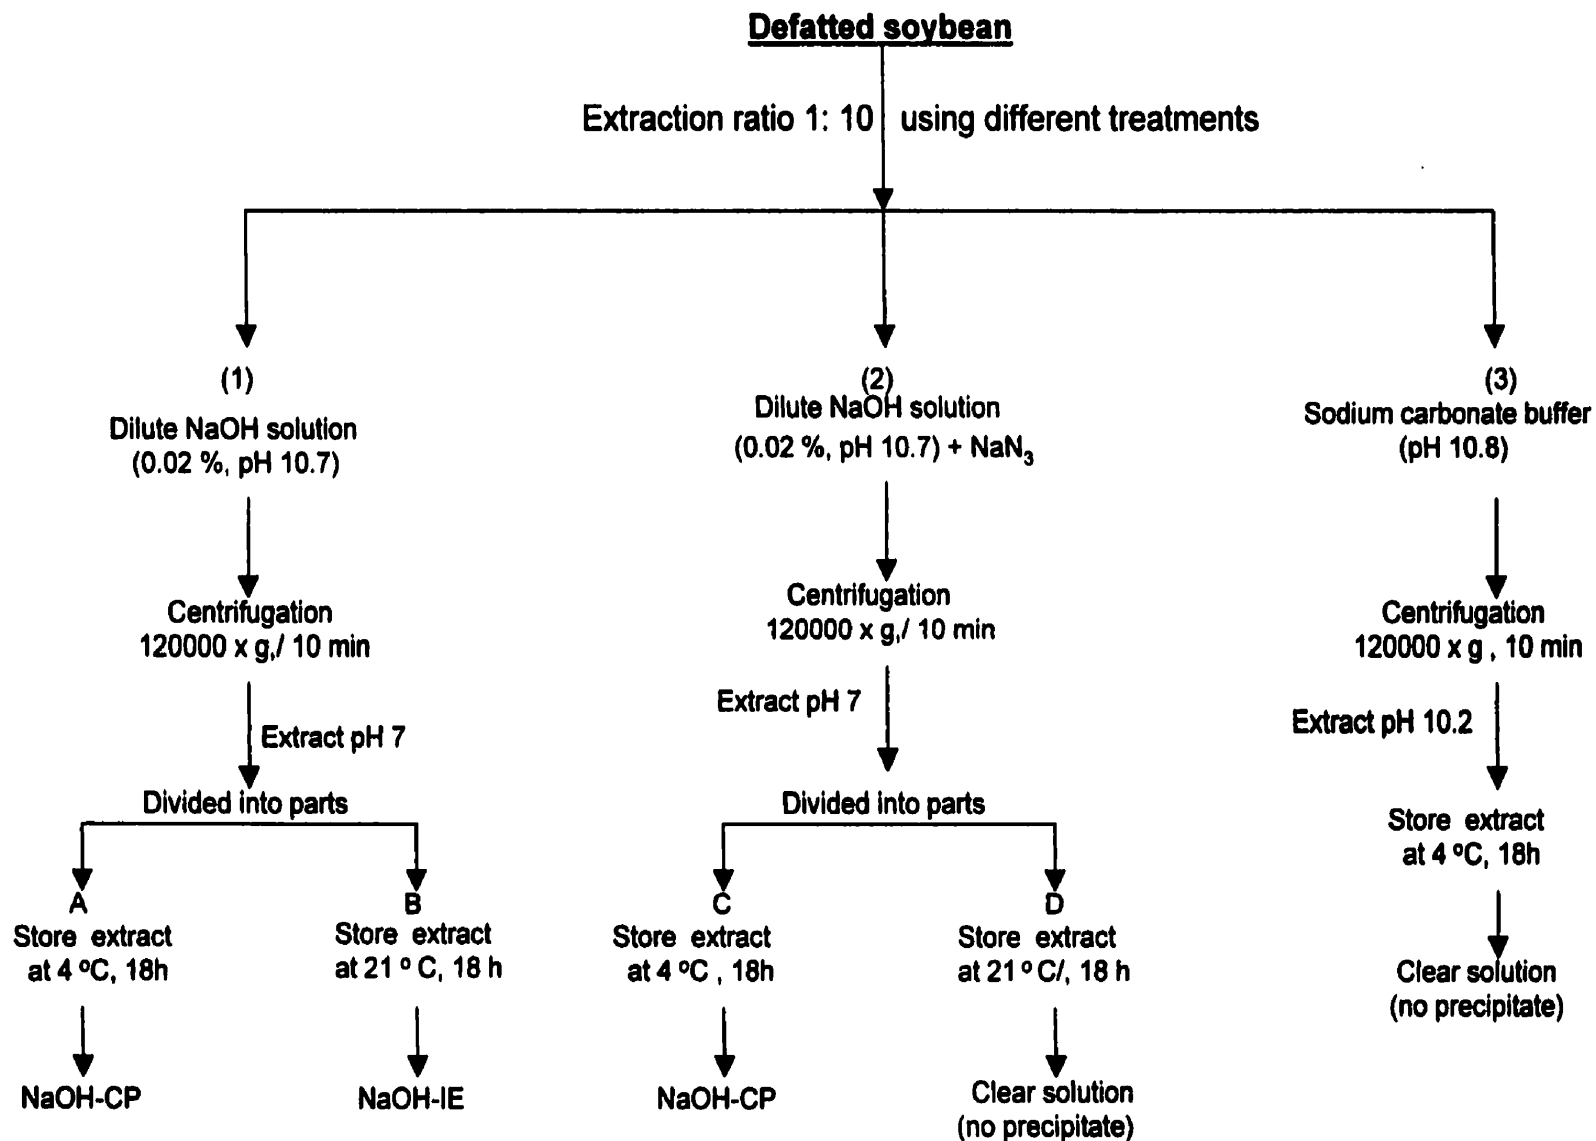 Defatted soybean
Extraction ratio 1: 10 using different treatments
(1)
Dilute NaOH solution
(0.02 %, pH 10.7)
Centrifugation
120000 x g,/ 10 min
Extract pH 7
Divided into parts
A
Store extract
at 4 ºC, 18h
NaOH-CP
B
Store extract
at 21 º C, 18 h
NaOH-IE
(2)
Dilute NaOH solution
(0.02 %, pH 10.7) + NaN₃
Centrifugation
120000 x g,/ 10 min
Extract pH 7
Divided into parts
C
Store extract
at 4 ºC , 18h
NaOH-CP
D
Store extract
at 21 º C/, 18 h
Clear solution
(no precipitate)
(3)
Sodium carbonate buffer
(pH 10.8)
Centrifugation
120000 x g , 10 min
Extract pH 10.2
Store extract
at 4 ºC, 18h
Clear solution
(no precipitate)